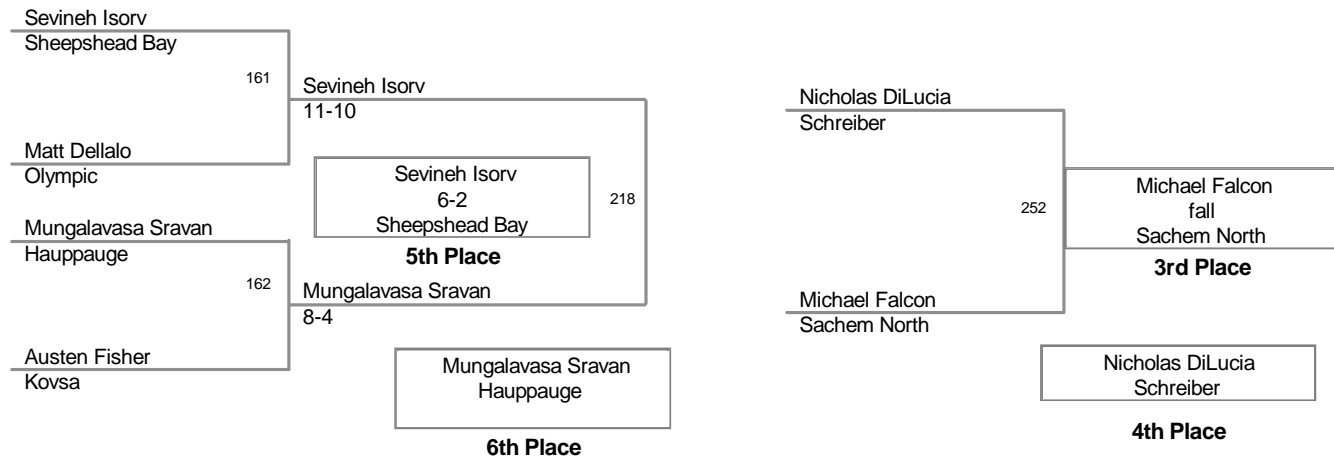 Sevineh Isorv
Sheepshead Bay
161
Sevineh Isorv
11-10
Matt Dellalo
Olympic
Sevineh Isorv
6-2
Sheepshead Bay
5th Place
218
Mungalavasa Sravan
Hauppauge
162
Mungalavasa Sravan
8-4
Austen Fisher
Kovsa
Mungalavasa Sravan
Hauppauge
6th Place
Nicholas DiLucia
Schreiber
252
Michael Falcon
fall
Sachem North
3rd Place
Michael Falcon
Sachem North
Nicholas DiLucia
Schreiber
4th Place